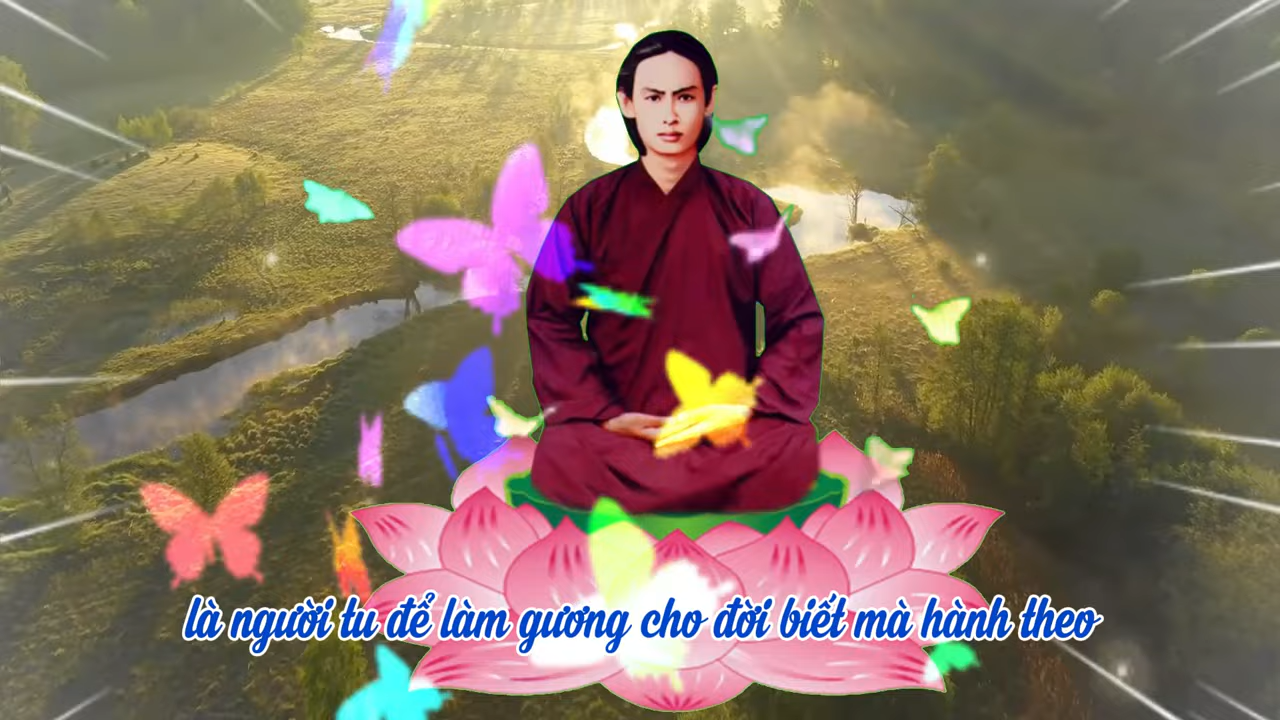 là người tu để làm gương cho đời biết mà hành theo